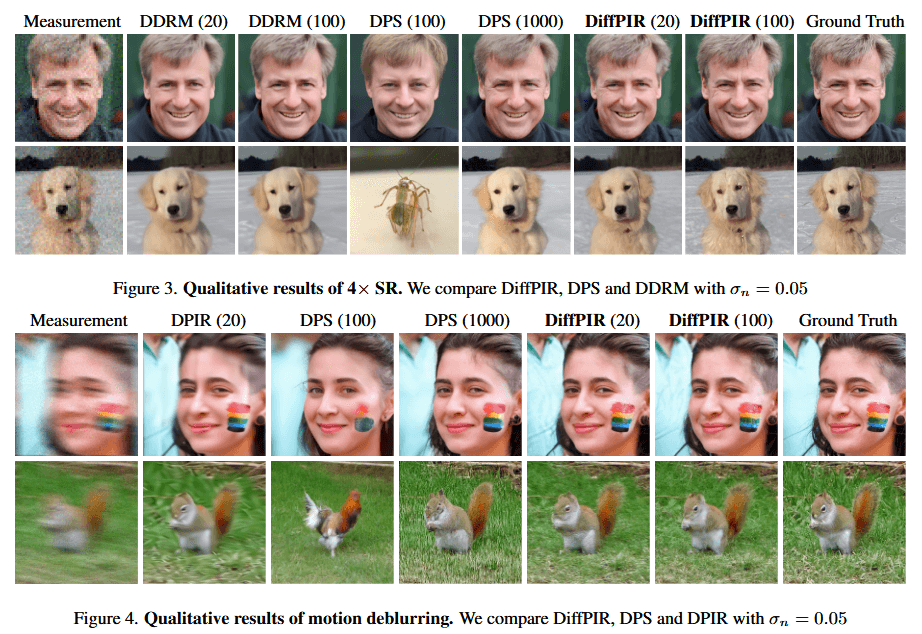 Measurement DDRM (20) DDRM (100) DPS (100) DPS (1000) DiffPIR (20) DiffPIR (100) Ground Truth
Figure 3. Qualitative results of 4× SR. We compare DiffPIR, DPS and DDRM with σₙ = 0.05
Measurement DPIR (20) DPS (100) DPS (1000) DiffPIR (20) DiffPIR (100) Ground Truth
Figure 4. Qualitative results of motion deblurring. We compare DiffPIR, DPS and DPIR with σₙ = 0.05